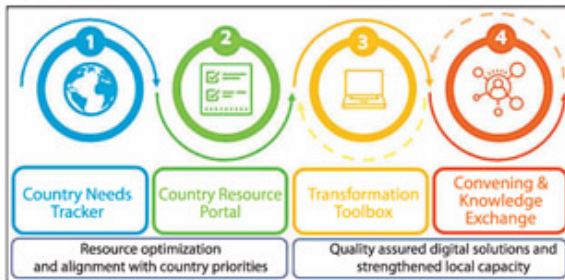 1
2
3
4
Country Needs
Tracker
Country Resource
Portal
Transformation
Toolbox
Convening &
Knowledge
Exchange
Resource optimization
and alignment with country priorities
Quality assured digital solutions and
strengthened local capacity